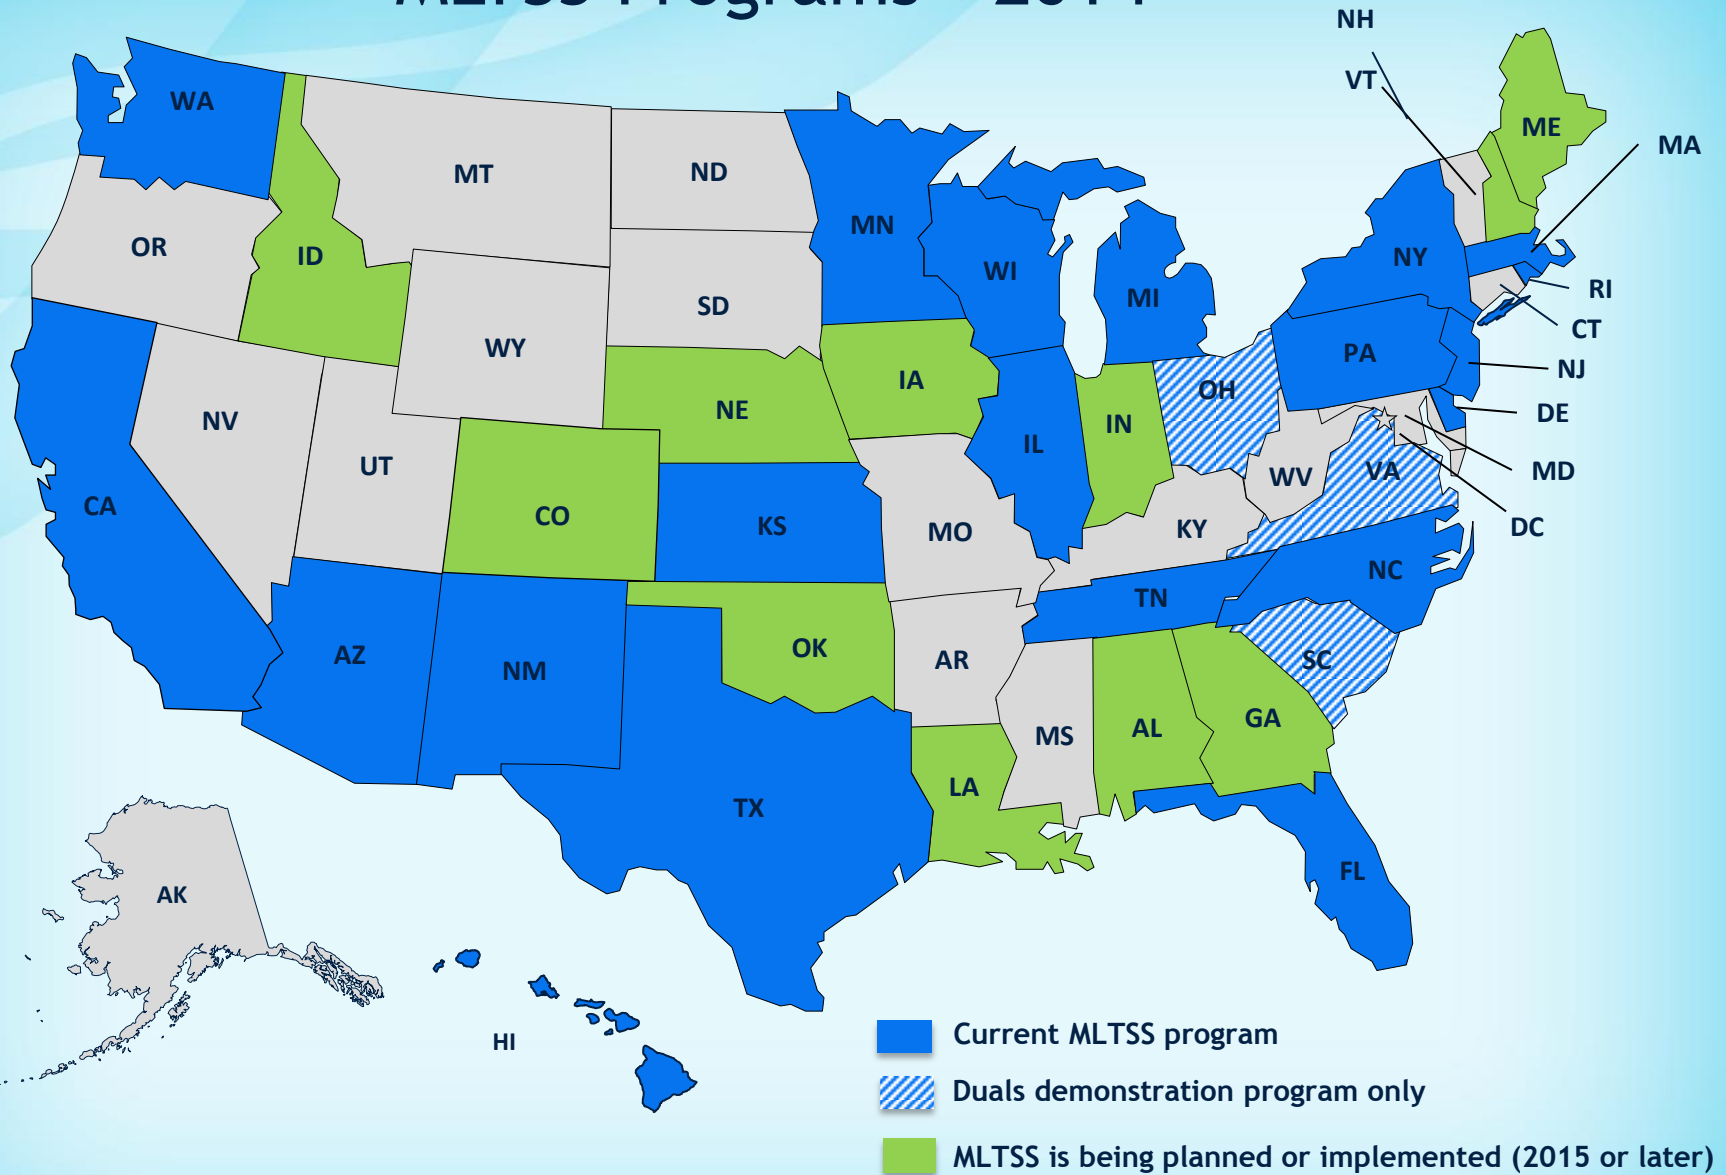 MLTSS Programs - 2014
NH
VT
WA
ME
MA
MT
ND
MN
OR
ID
NY
WI
MI
RI
SD
CT
WY
PA
NJ
IA
OH
NE
DE
NV
IN
IL
UT
MD
WV
VA
CA
CO
KS
MO
KY
DC
NC
TN
AZ
OK
AR
SC
NM
GA
AL
MS
LA
TX
FL
AK
HI
Current MLTSS program
Duals demonstration program only
MLTSS is being planned or implemented (2015 or later)